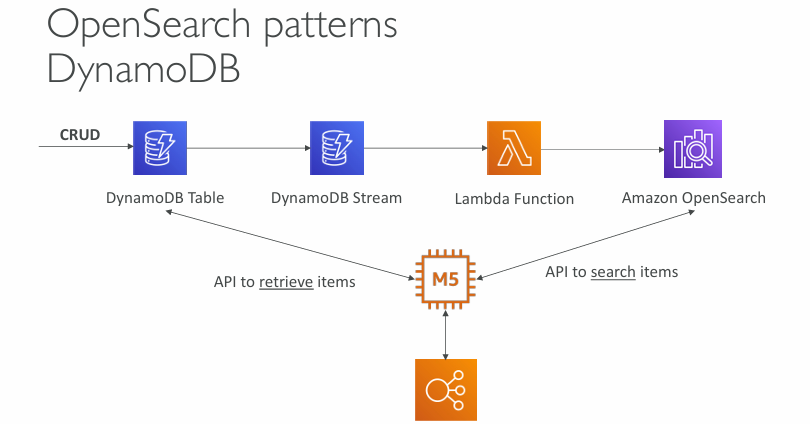 OpenSearch patterns
DynamoDB
CRUD
DynamoDB Table
DynamoDB Stream
Lambda Function
Amazon OpenSearch
API to retrieve items
M5
API to search items